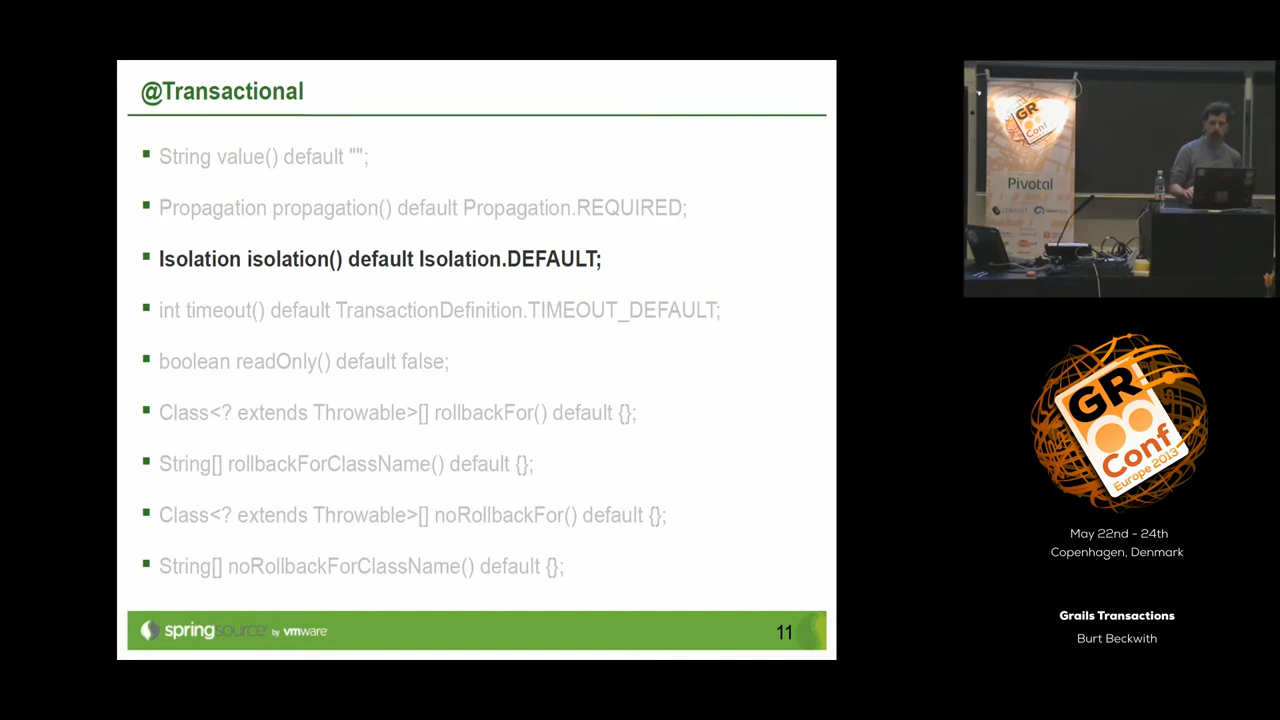 @Transactional
String value() default "";
Propagation propagation() default Propagation.REQUIRED;
Isolation isolation() default Isolation.DEFAULT;
int timeout() default TransactionDefinition.TIMEOUT_DEFAULT;
boolean readOnly() default false;
Class<? extends Throwable>[] rollbackFor() default {};
String[] rollbackForClassName() default {};
Class<? extends Throwable>[] noRollbackFor() default {};
String[] noRollbackForClassName() default {};
springsource by vmware
11
GR
Conf
Pivotal
GR
Conf
Europe 2013
May 22nd - 24th
Copenhagen, Denmark
Grails Transactions
Burt Beckwith